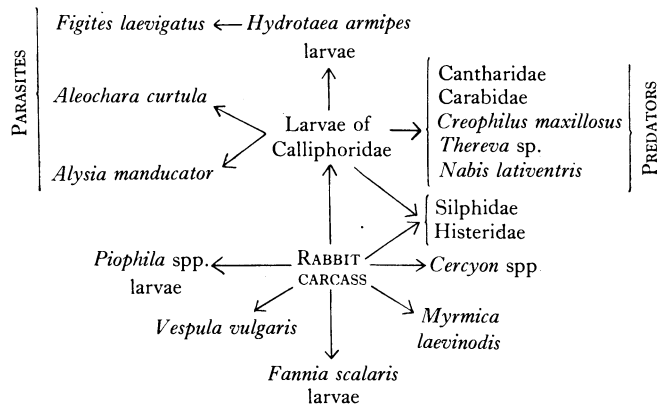 Figites laevigatus ← Hydrotaea armipes
larvae
PARASITES
Aleochara curtula
Alysia manducator
Larvae of
Calliphoridae
Cantharidae
Carabidae
Creophilus maxillosus
Thereva sp.
Nabis lativentris
PREDATORS
Silphidae
Histeridae
Piophila spp.
larvae
RABBIT
CARCASS
Cercyon spp
Vespula vulgaris
Myrmica
laevinodis
Fannia scalaris
larvae